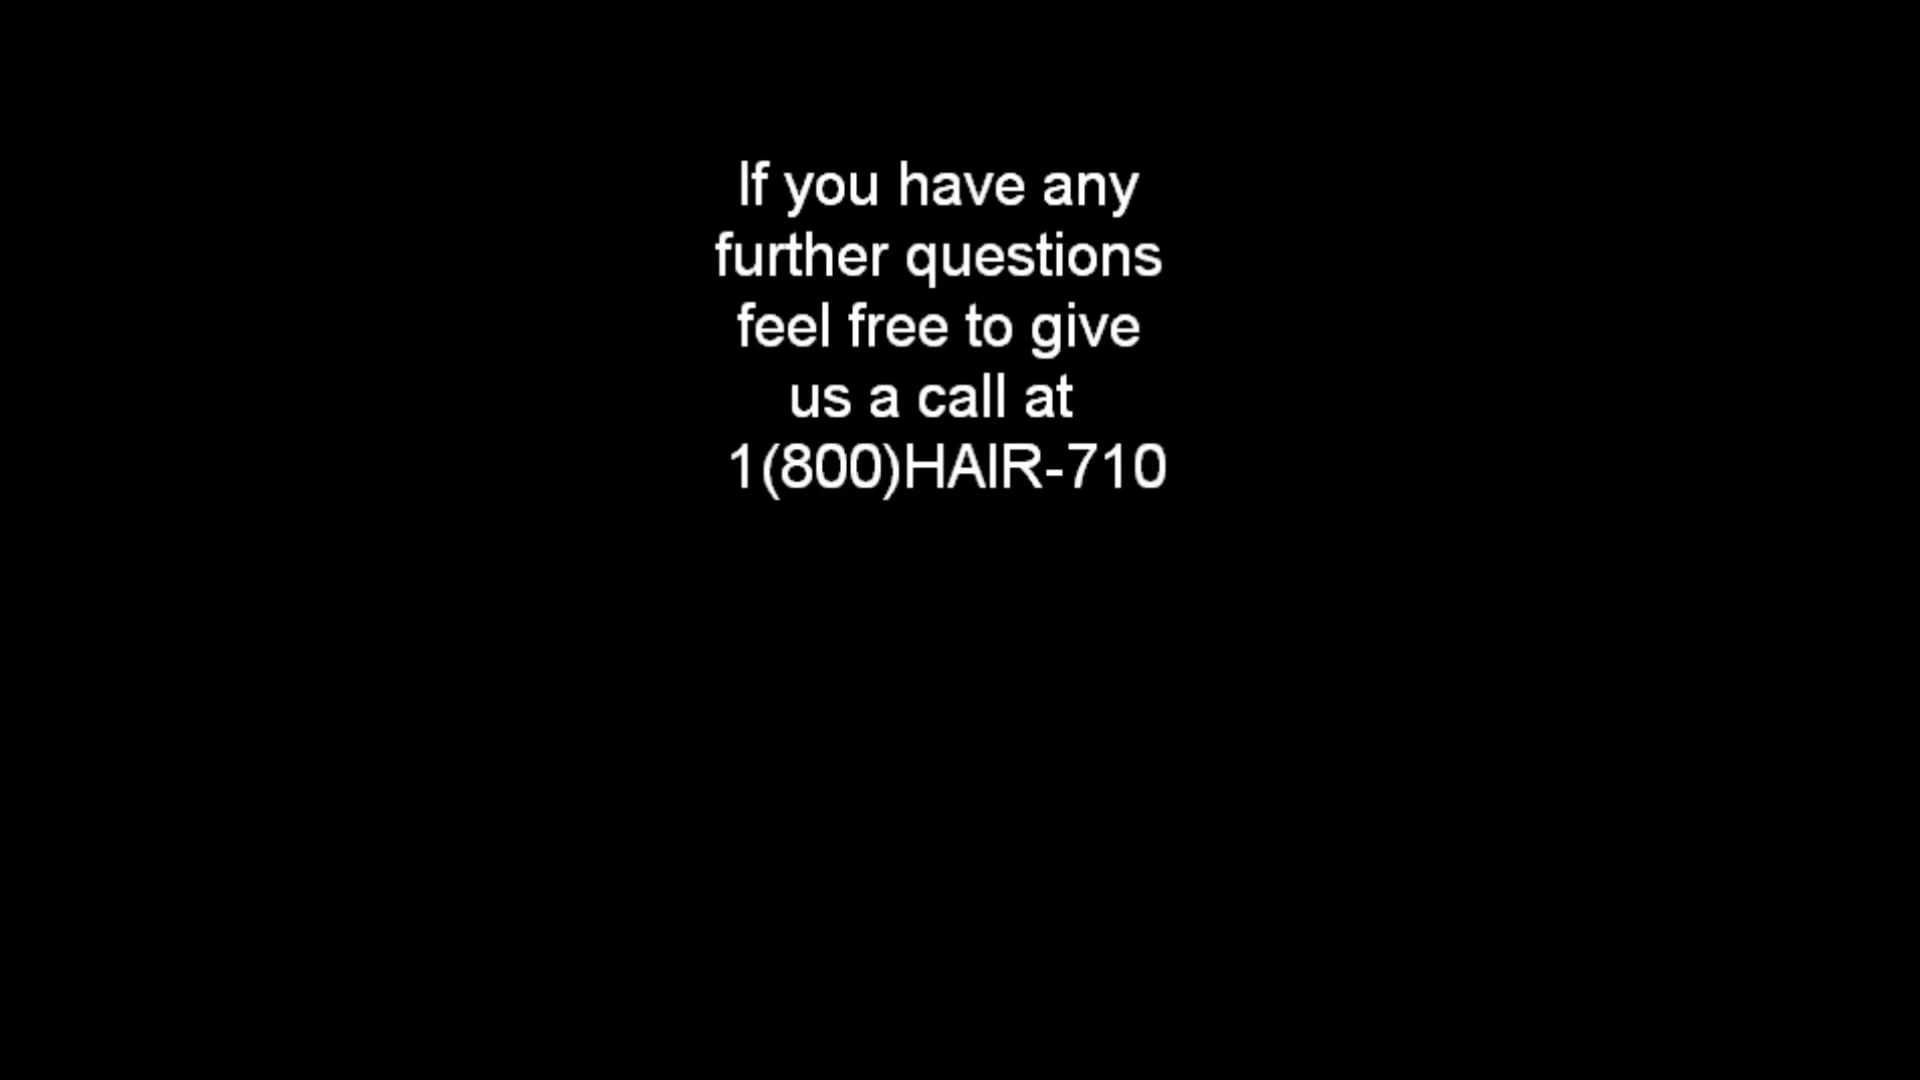 If you have any
further questions
feel free to give
us a call at
1(800)HAIR-710